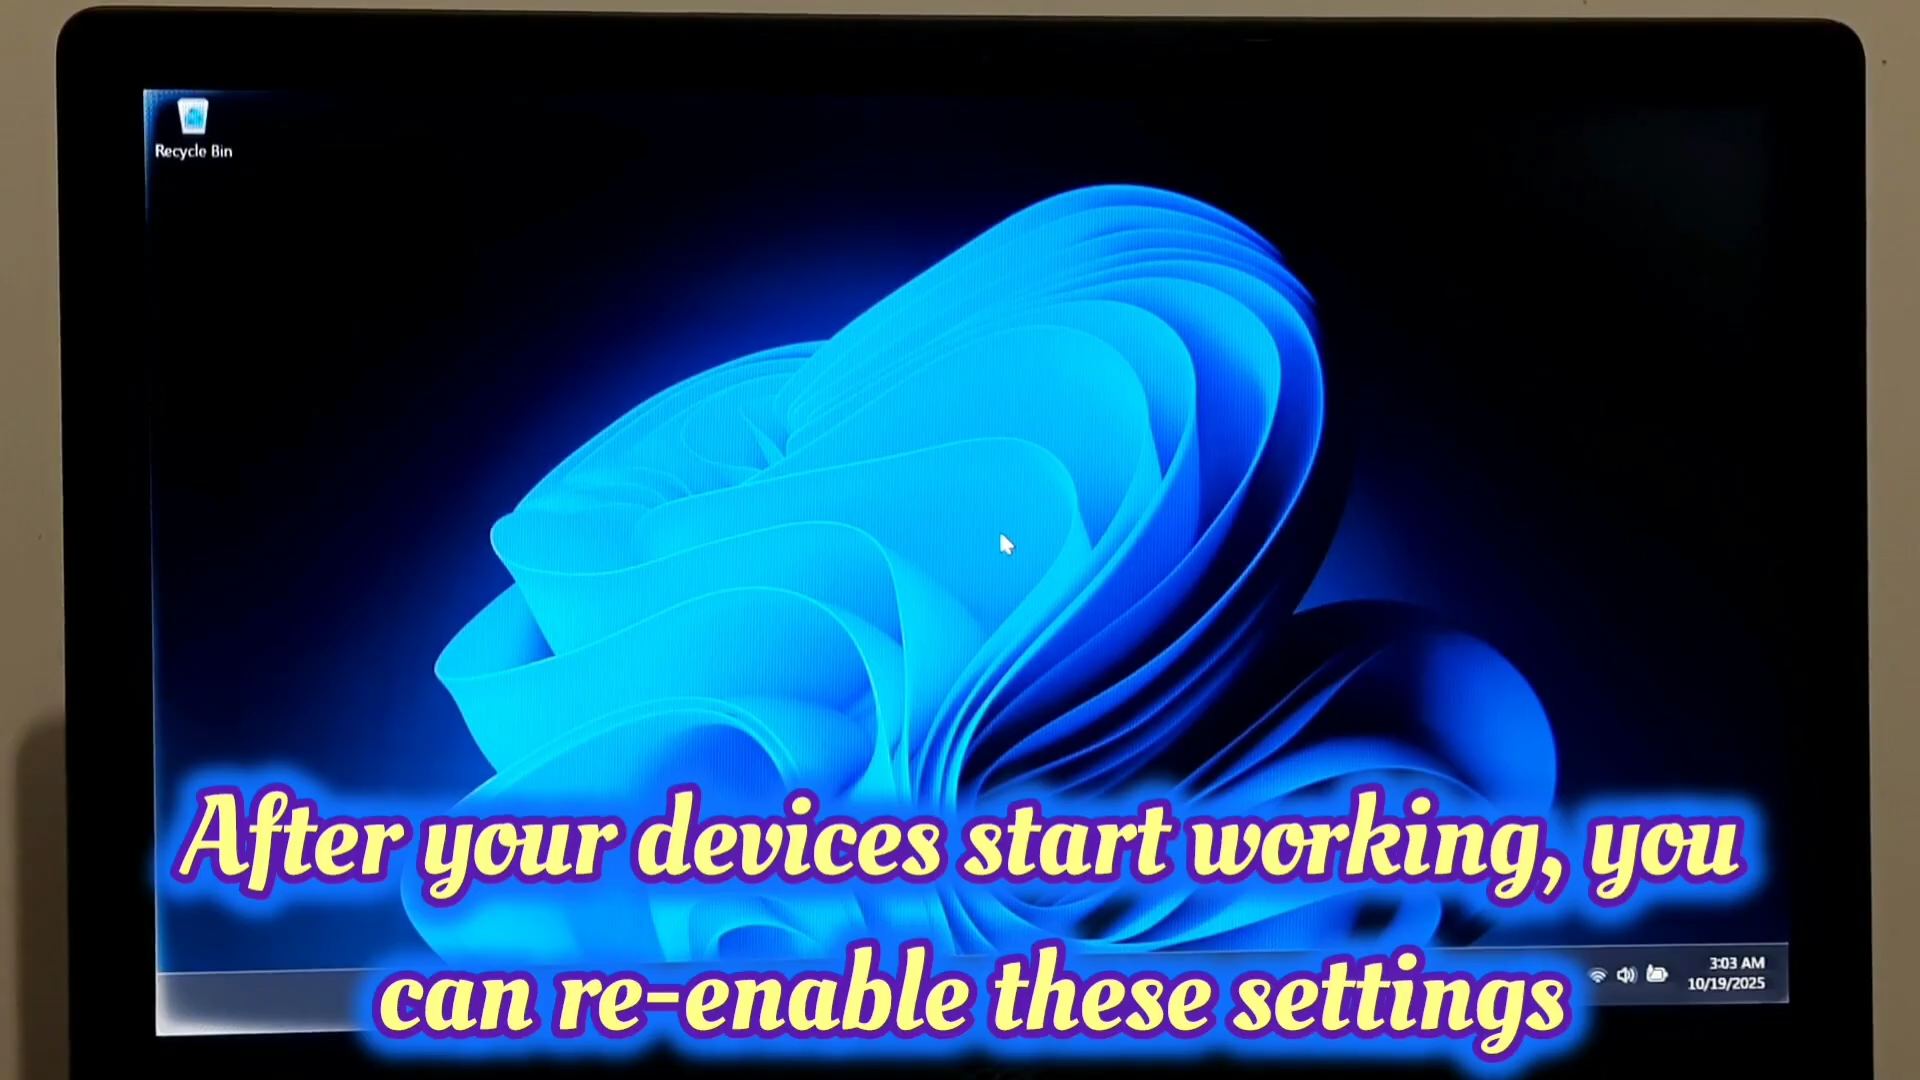 Recycle Bin
After your devices start working, you
can re-enable these settings
3:03 AM
10/19/2025